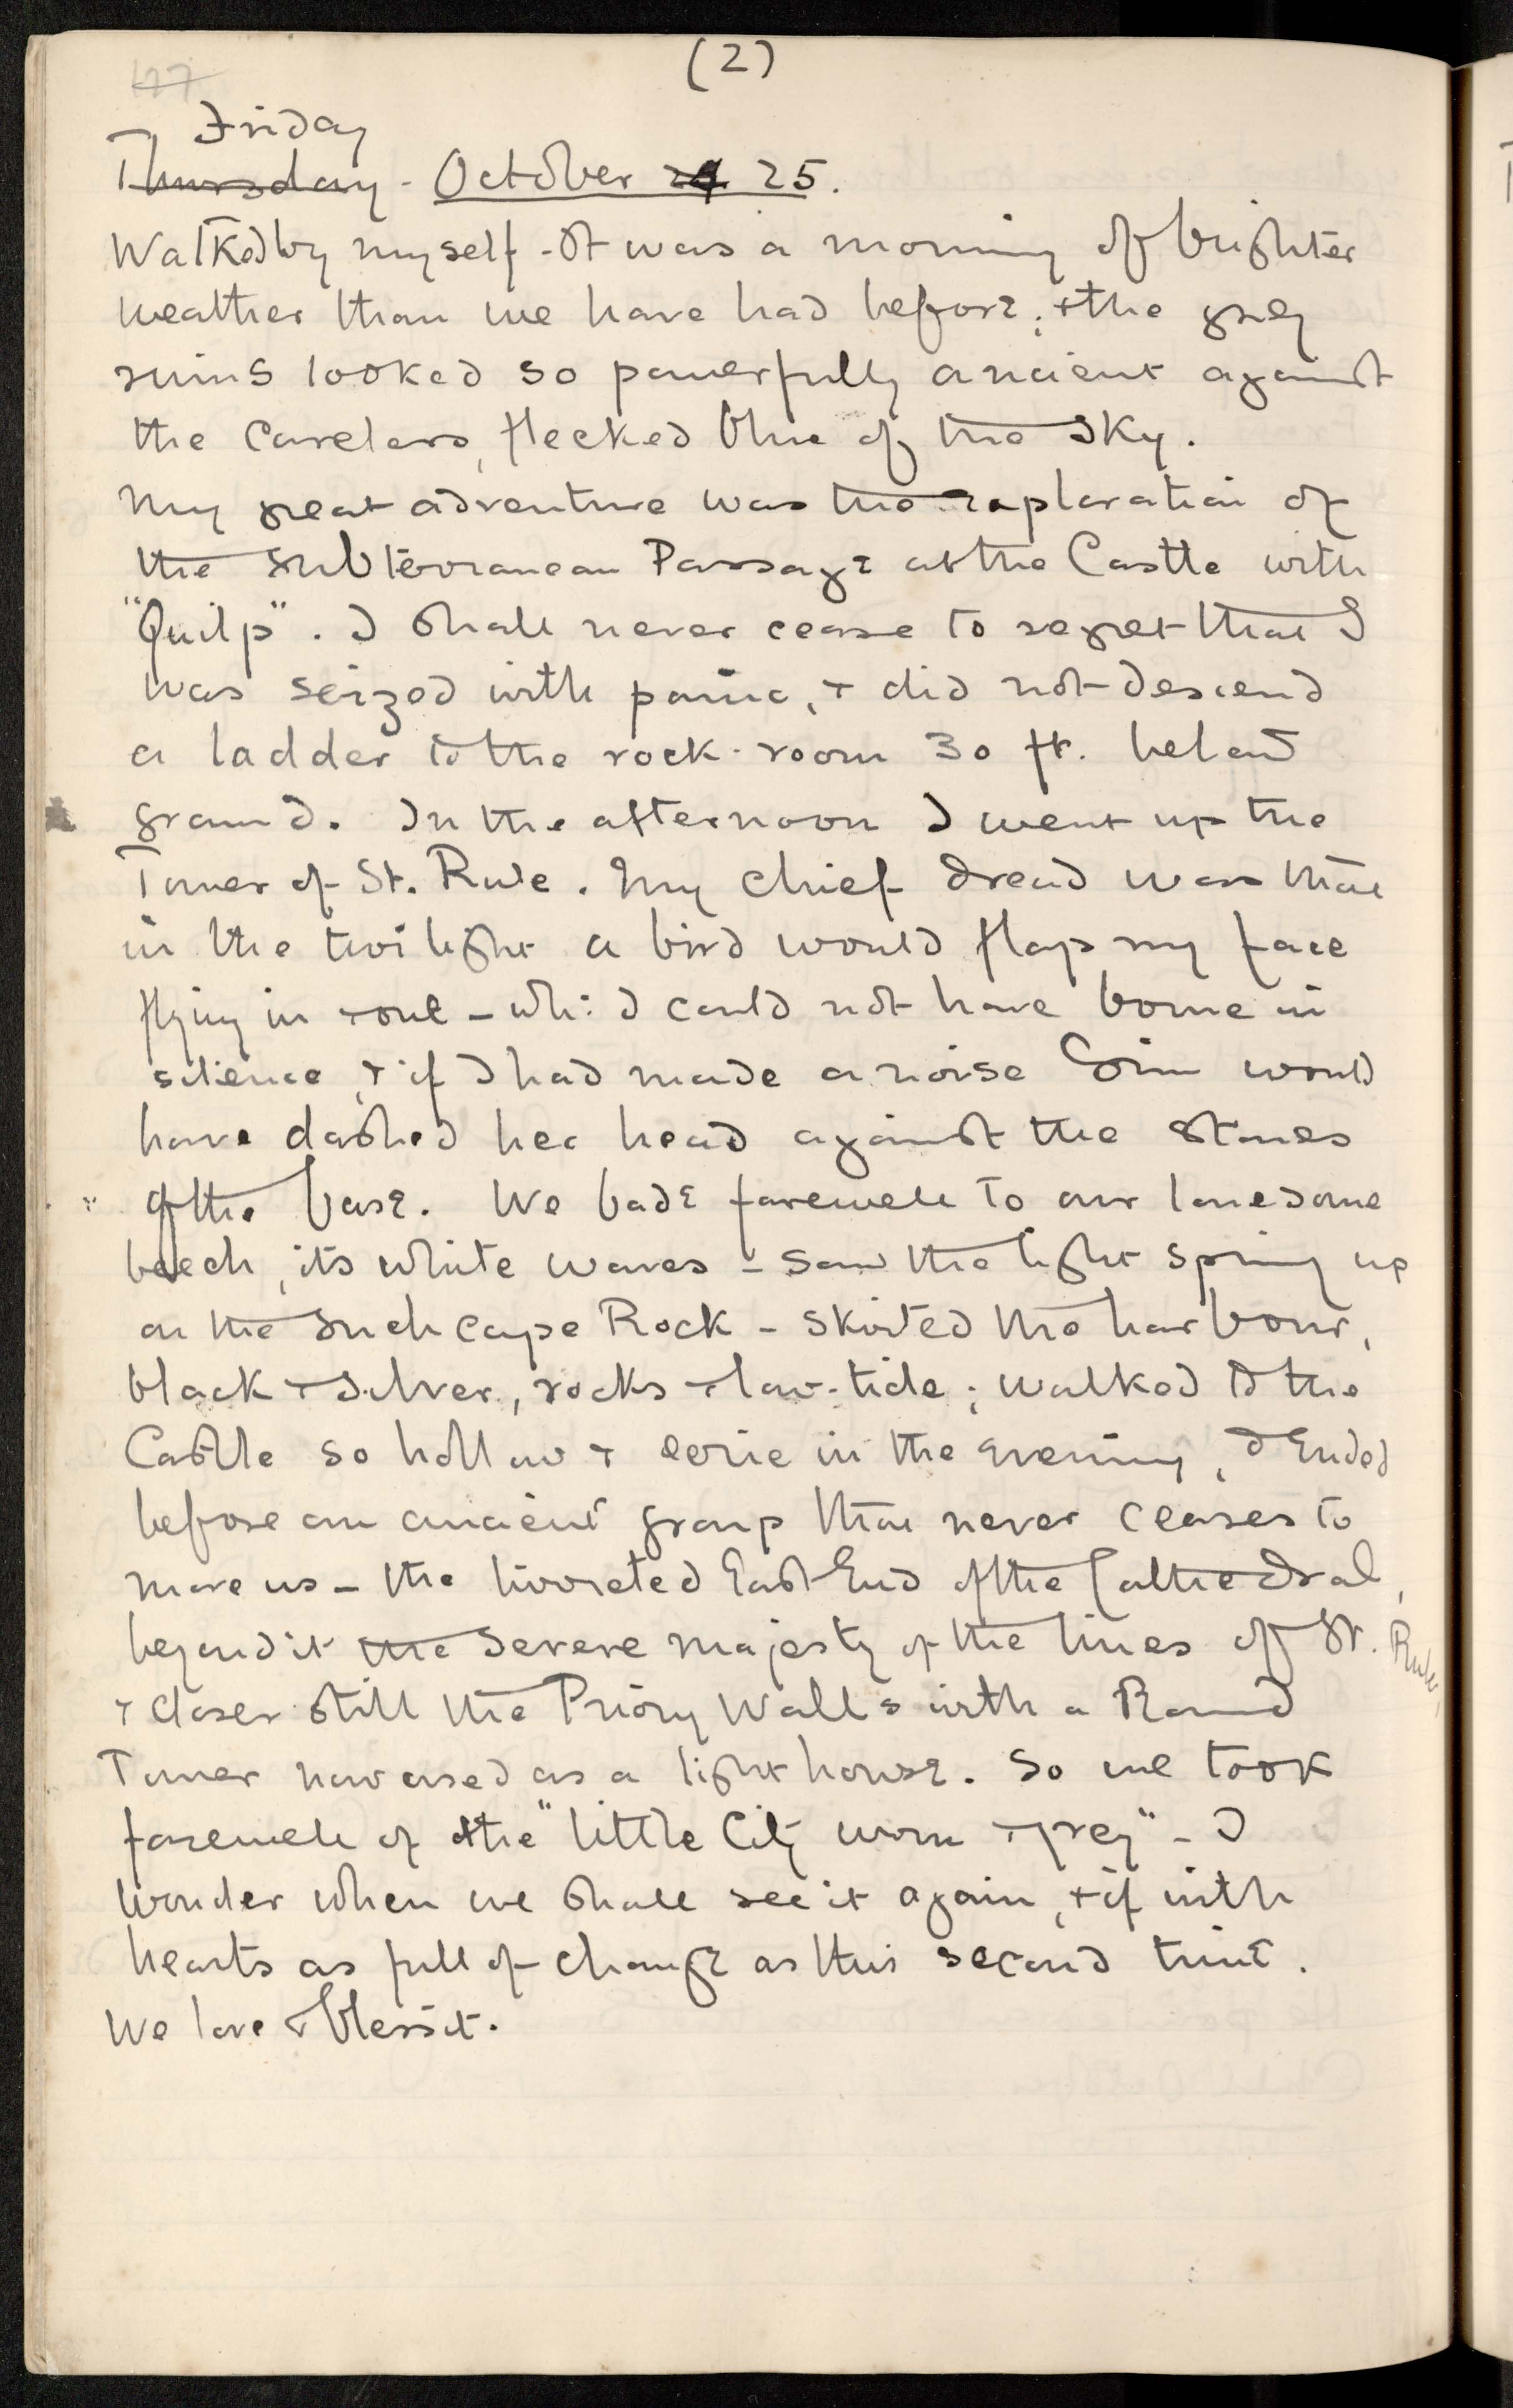 (2)
47
Friday
Thursday - October 24 25.
Walked by myself - It was a morning of brighter
weather than we have had before; + the grey
ruins looked so powerfully ancient against
the careless, flecked blue of the sky.
My great adventure was the exploration of
the Subterranean Passage at the Castle with
"Quilp". I shall never cease to regret that I
was seized with panic, + did not descend
a ladder to the rock-room 30 ft. below
ground. In the afternoon I went up the
Tower of St. Rule. My chief dread was that
in the twilight a bird would flap my face
flying in + out - wh: I could not have borne in
silence, + if I had made a noise Sim would
have dashed her head against the stones
of the base. We bade farewell to our lonesome
beech, its white waves - saw the light spring up
on the Inchcape Rock - skirted the harbour,
black + silver, rocks + low-tide; walked to the
Castle so hollow + eerie in the evening, + ended
before an ancient group that never ceases to
move us - the turreted East End of the Cathedral,
beyond it the severe majesty of the lines of St. Rule,
+ closer still the Priory Walls with a Round
Tower now used as a lighthouse. So we took
farewell of the "little City worn + grey" - I
wonder when we shall see it again, + if with
hearts as full of change as this second time.
We love + bless it.